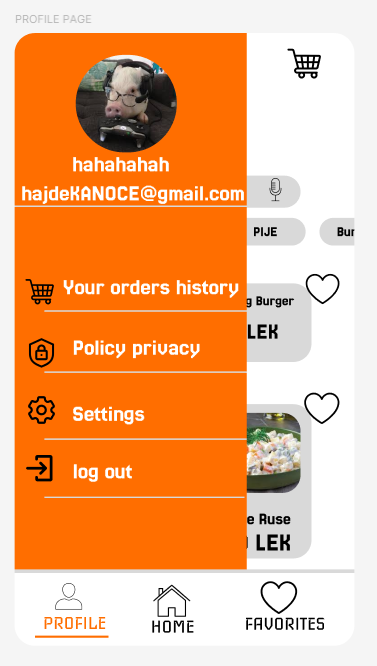 PROFILE PAGE
hahahahah
hajdeKANOCE@gmail.com
PIJE
Bur
Your orders history
g Burger
LEK
Policy privacy
Settings
log out
e Ruse
LEK
PROFILE
HOME
FAVORITES